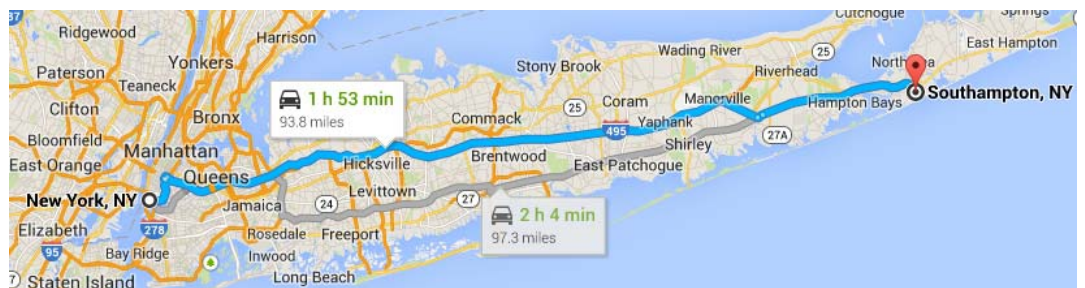 87
Ridgewood
Harrison
Cutchogue
Springs
Yonkers
Wading River
25
East Hampton
Paterson
Teaneck
Stony Brook
Riverhead
1 h 53 min
93.8 miles
Clifton
Bronx
25
Coram
Manorville
Southampton, NY
Commack
Hampton Bays
Bloomfield
Manhattan
495
Yaphank
27A
East Orange
Hicksville
Brentwood
Shirley
Queens
East Patchogue
Levittown
New York, NY
Jamaica
24
27
2 h 4 min
97.3 miles
Elizabeth
278
Rosedale
Freeport
95
Bay Ridge
Inwood
Long Beach
Staten Island